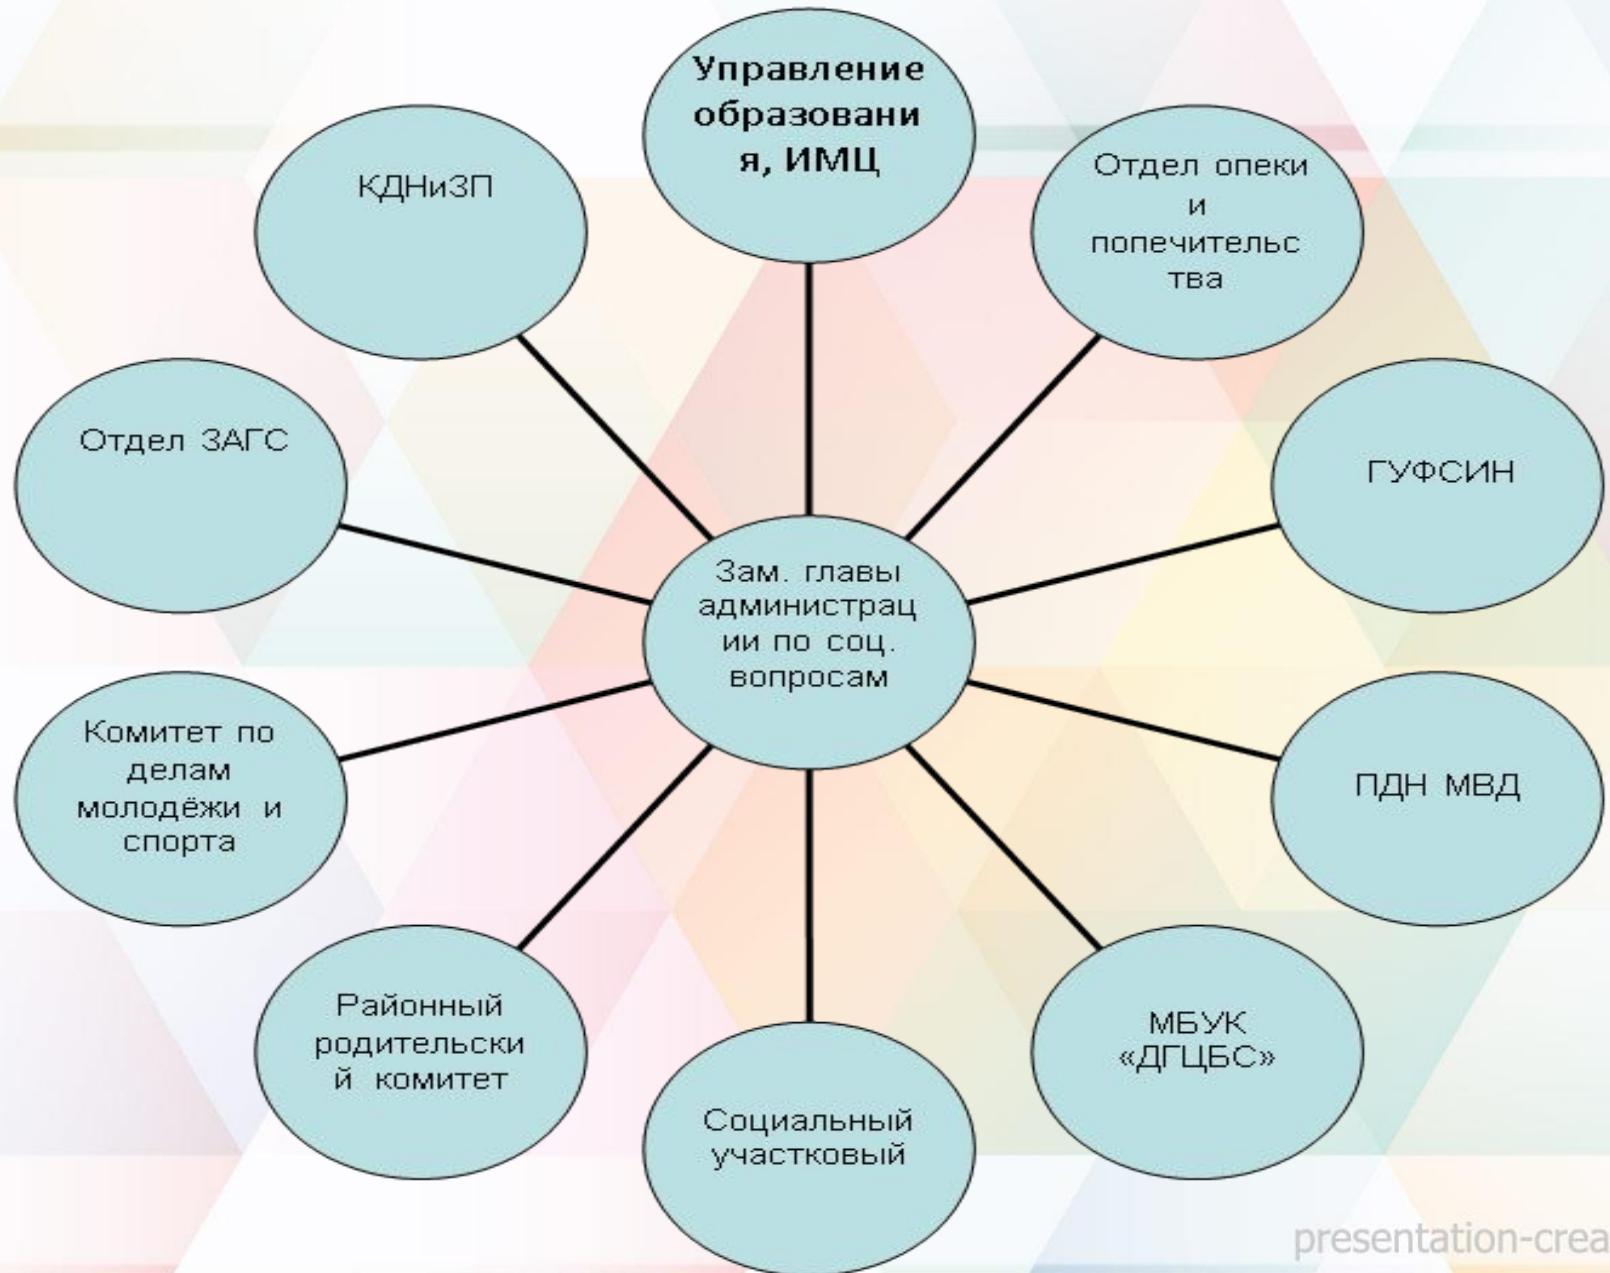 Управление
образовани
я, ИМЦ
Отдел опеки
и
попечительс
тва
КДНиЗП
Отдел ЗАГС
ГУФСИН
Зам. главы
администрац
ии по соц.
вопросам
Комитет по
делам
молодёжи и
спорта
ПДН МВД
Районный
родительски
й комитет
МБУК
«ДГЦБС»
Социальный
участковый
presentation-crea